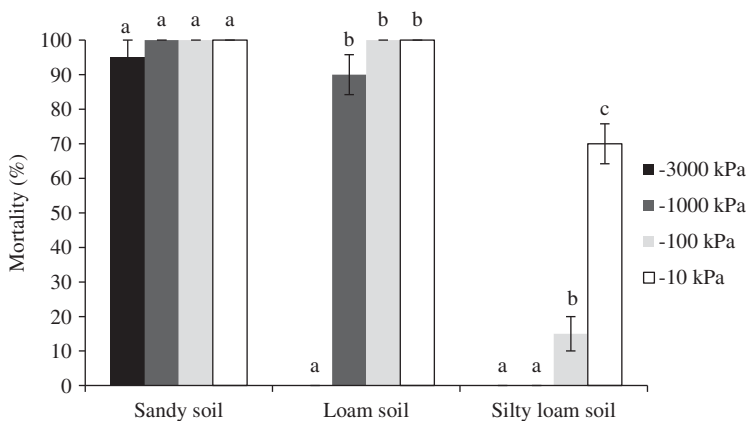 a a a a b b b
100
90
80
70
60
50
40
30
20
10
0
Mortality (%)
b
c
a
b
a a
-3000 kPa
-1000 kPa
-100 kPa
-10 kPa
Sandy soil Loam soil Silty loam soil